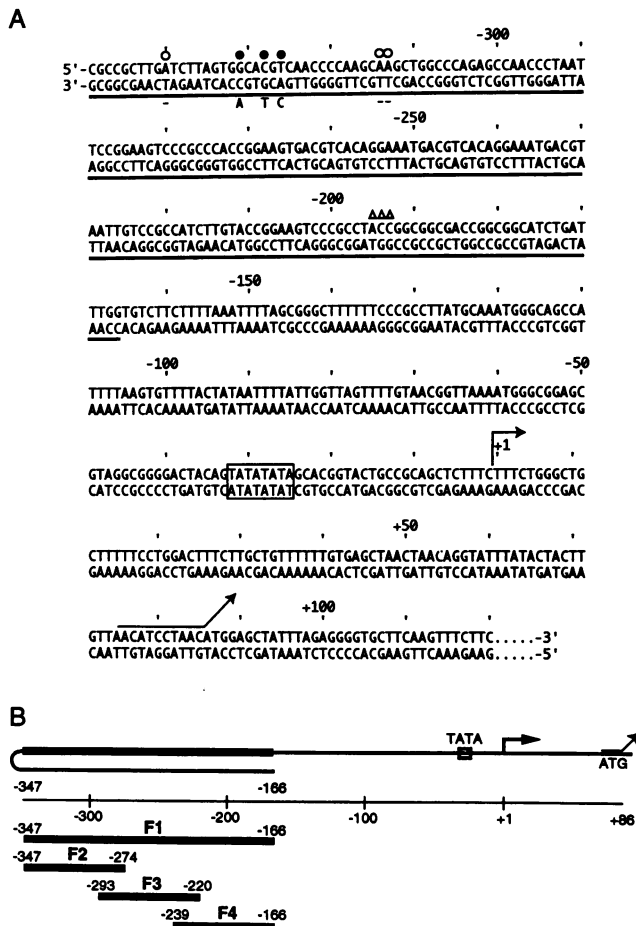 A
-300
5'-CGCCGCTTGATCTTAGTGGCACGTCAACCCCAAGCAAGCTGGCCCAGAGCCAACCCTAAT
3'-GCGGCGAACTAGAATCACCGTGCAGTTGGGGTTCGTTCGACCGGGTCTCGGTTGGGATTA
- A T C --
-250
TCCGGAAGTCCCGCCCACCGGAAGTGACGTCACAGGAAATGACGTCACAGGAAATGACGT
AGGCCTTCAGGGCGGGTGGCCTTCACTGCAGTGTCCTTTACTGCAGTGTCCTTTACTGCA
-200
AATTGTCCGCCATCTTGTACCGGAAGTCCCGCCTACCGGCGGCGACCGGCGGCATCTGAT
TTAACAGGCGGTAGAACATGGCCTTCAGGGCGGATGGCCGCCGCTGGCCGCCGTAGACTA
-150
TTGGTGTCTTCTTTTAAATTTTAGCGGGCTTTTTTCCCGCCTTATGCAAATGGGCAGCCA
AACCACAGAAGAAAATTTAAAATCGCCCGAAAAAAGGGCGGAATACGTTTACCCGTCGGT
-100
-50
TTTTAAGTGTTTTACTATAATTTTATTGGTTAGTTTTGTAACGGTTAAAATGGGCGGAGC
AAAATTCACAAAATGATATTAAAATAACCAATCAAAACATTGCCAATTTTACCCGCCTCG
+1
GTAGGCGGGGACTACAGTATATATAGCACGGTACTGCCGCAGCTCTTTCTTTCTGGGCTG
CATCCGCCCCTGATGTCATATATATCGTGCCATGACGGCGTCGAGAAAGAAAGACCCGAC
+50
CTTTTTCCTGGACTTTCTTGCTGTTTTTTGTGAGCTAACTAACAGGTATTTATACTACTT
GAAAAAGGACCTGAAAGAACGACAAAAAACACTCGATTGATTGTCCATAAATATGATGAA
+100
GTTAACATCCTAACATGGAGCTATTTAGAGGGGTGCTTCAAGTTTCTTC.....-3'
CAATTGTAGGATTGTACCTCGATAAATCTCCCCACGAAGTTCAAAGAAG.....-5'
B
TATA
ATG
-347 -166
-300 -200 -100 +1 +86
-347 F1 -166
-347 F2 -274
-293 F3 -220
-239 F4 -166